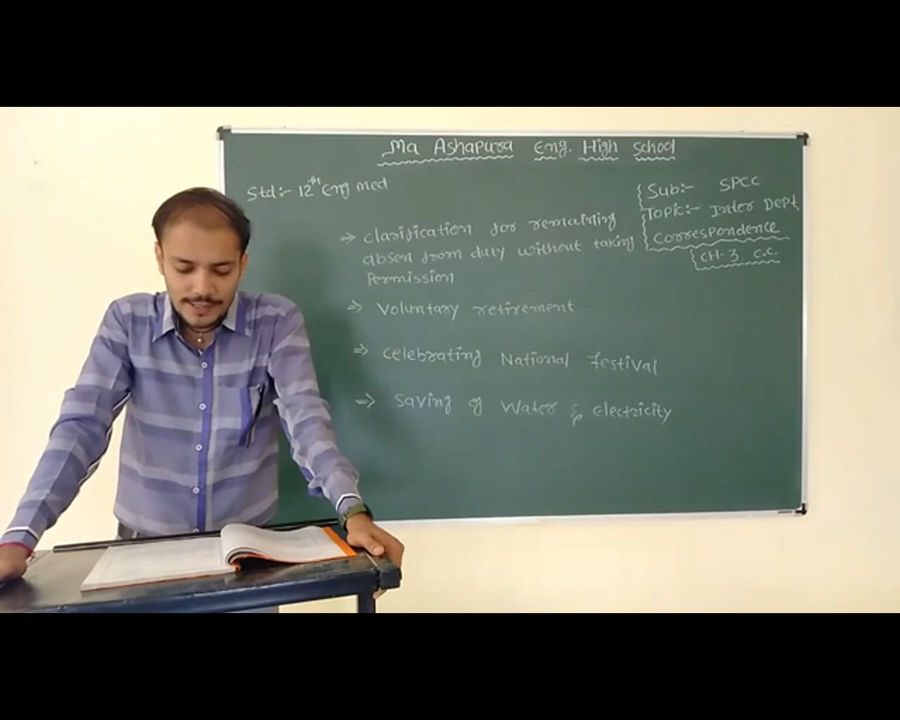 Ma Ashapura Eng. High School
Std:- 12th Eng med
Sub:- SPCC
Topic:- Inter Dept
Correspondence
CH-3 C.C.
⇒ Clarification for remaining
absen from duty without taking
Permission
⇒ Voluntary retirement
⇒ Celebrating National Festival
⇒ Saving of Water & Electricity